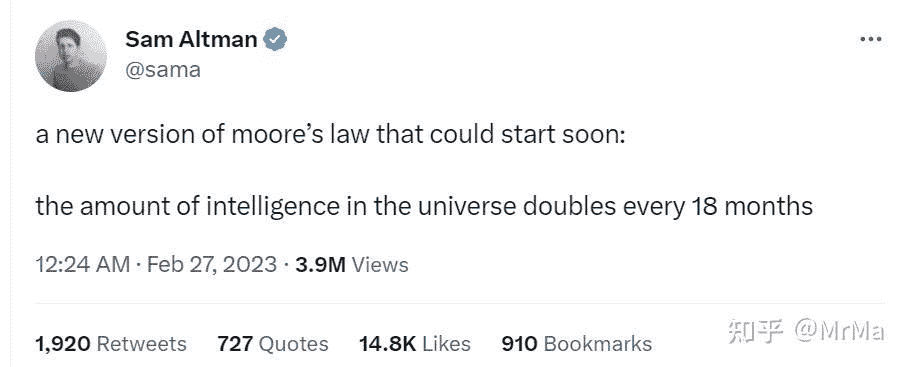 Sam Altman
@sama
a new version of moore’s law that could start soon:
the amount of intelligence in the universe doubles every 18 months
12:24 AM · Feb 27, 2023 · 3.9M Views
1,920 Retweets 727 Quotes 14.8K Likes 910 Bookmarks
知乎 @MrMa